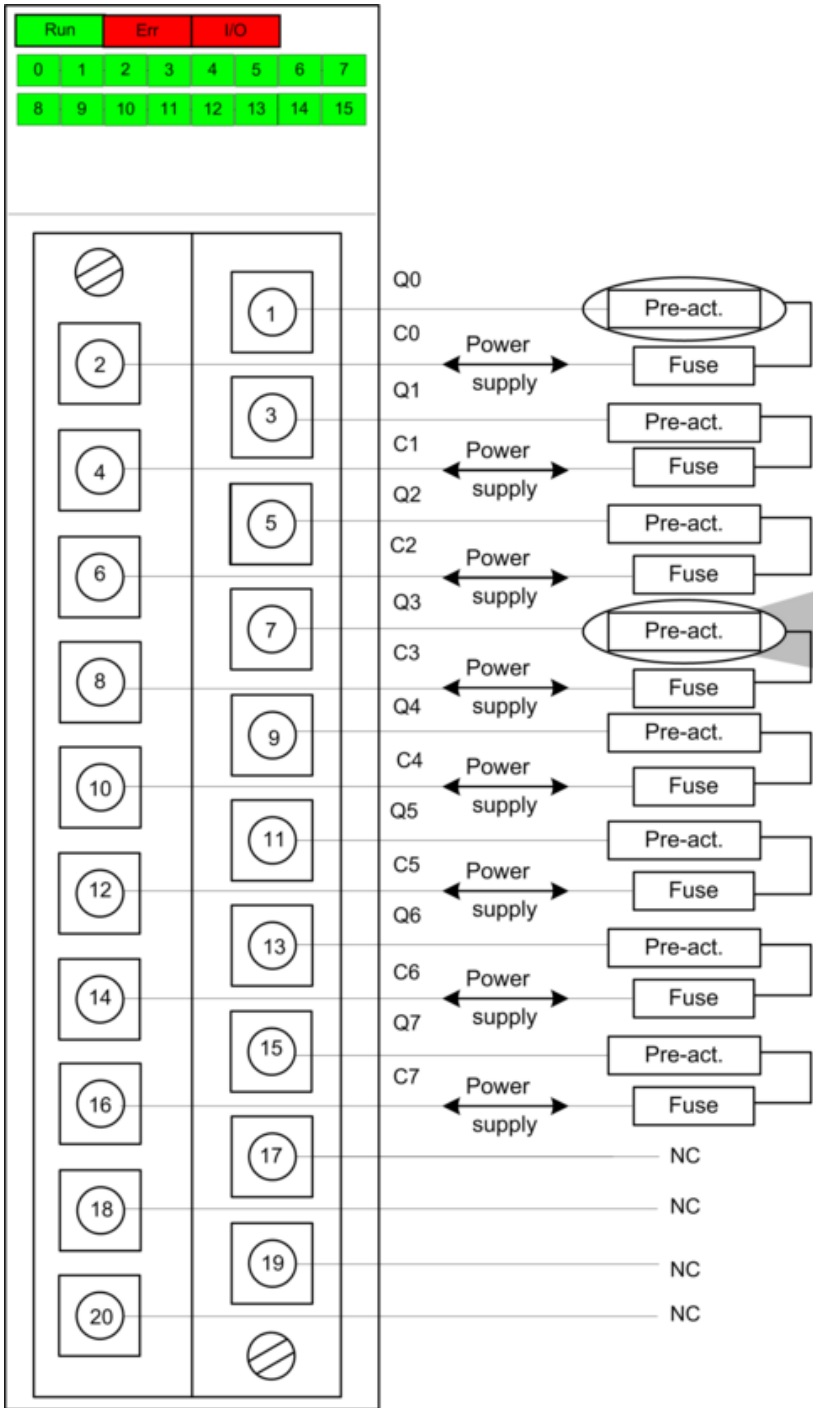 Run Err I/O
0 1 2 3 4 5 6 7
8 9 10 11 12 13 14 15
Q0
1 Pre-act.
C0
Power supply
2 Fuse
Q1
3 Pre-act.
C1
Power supply
4 Fuse
Q2
5 Pre-act.
C2
Power supply
6 Fuse
Q3
7 Pre-act.
C3
Power supply
8 Fuse
Q4
9 Pre-act.
C4
Power supply
10 Fuse
Q5
11 Pre-act.
C5
Power supply
12 Fuse
Q6
13 Pre-act.
C6
Power supply
14 Fuse
Q7
15 Pre-act.
C7
Power supply
16 Fuse
17 NC
18 NC
19 NC
20 NC